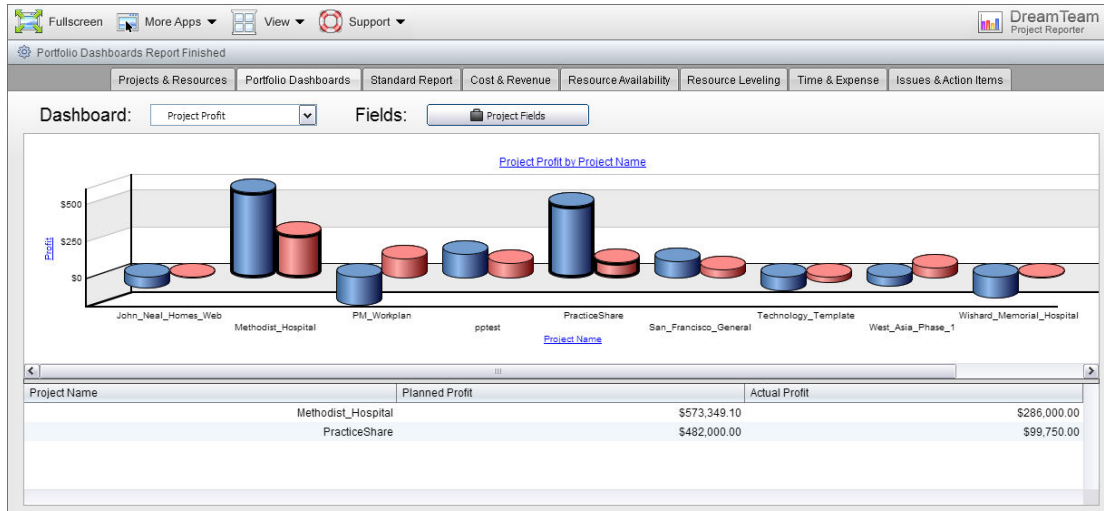 Fullscreen More Apps View Support DreamTeam
Project Reporter
Portfolio Dashboards Report Finished
Projects & Resources Portfolio Dashboards Standard Report Cost & Revenue Resource Availability Resource Leveling Time & Expense Issues & Action Items
Dashboard: Project Profit Fields: Project Fields
Project Profit by Project Name
$500
$250
$0
Profit
John_Neal_Homes_Web PM_Workplan PracticeShare Technology_Template Wishard_Memorial_Hospital
Methodist_Hospital pptest San_Francisco_General West_Asia_Phase_1
Project Name
Project Name Planned Profit Actual Profit
Methodist_Hospital $573,349.10 $286,000.00
PracticeShare $482,000.00 $99,750.00